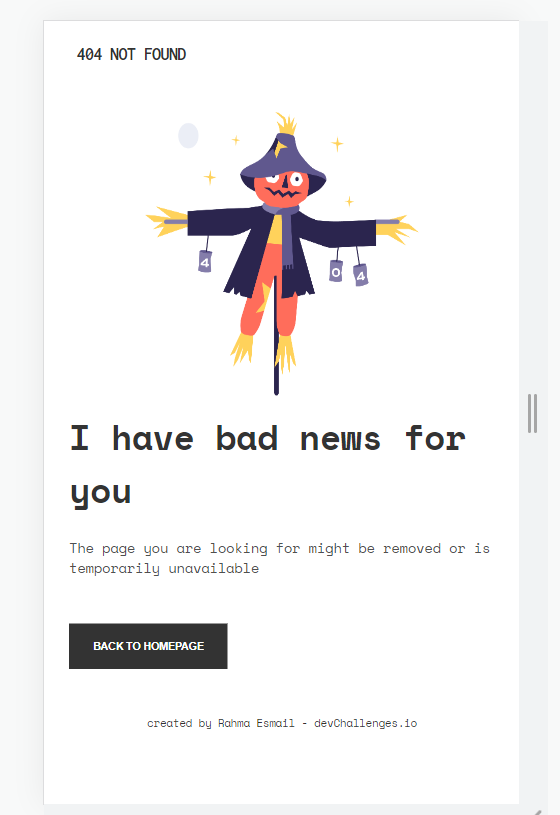 404 NOT FOUND
4
0
4
I have bad news for
you
The page you are looking for might be removed or is
temporarily unavailable
BACK TO HOMEPAGE
created by Rahma Esmail - devChallenges.io